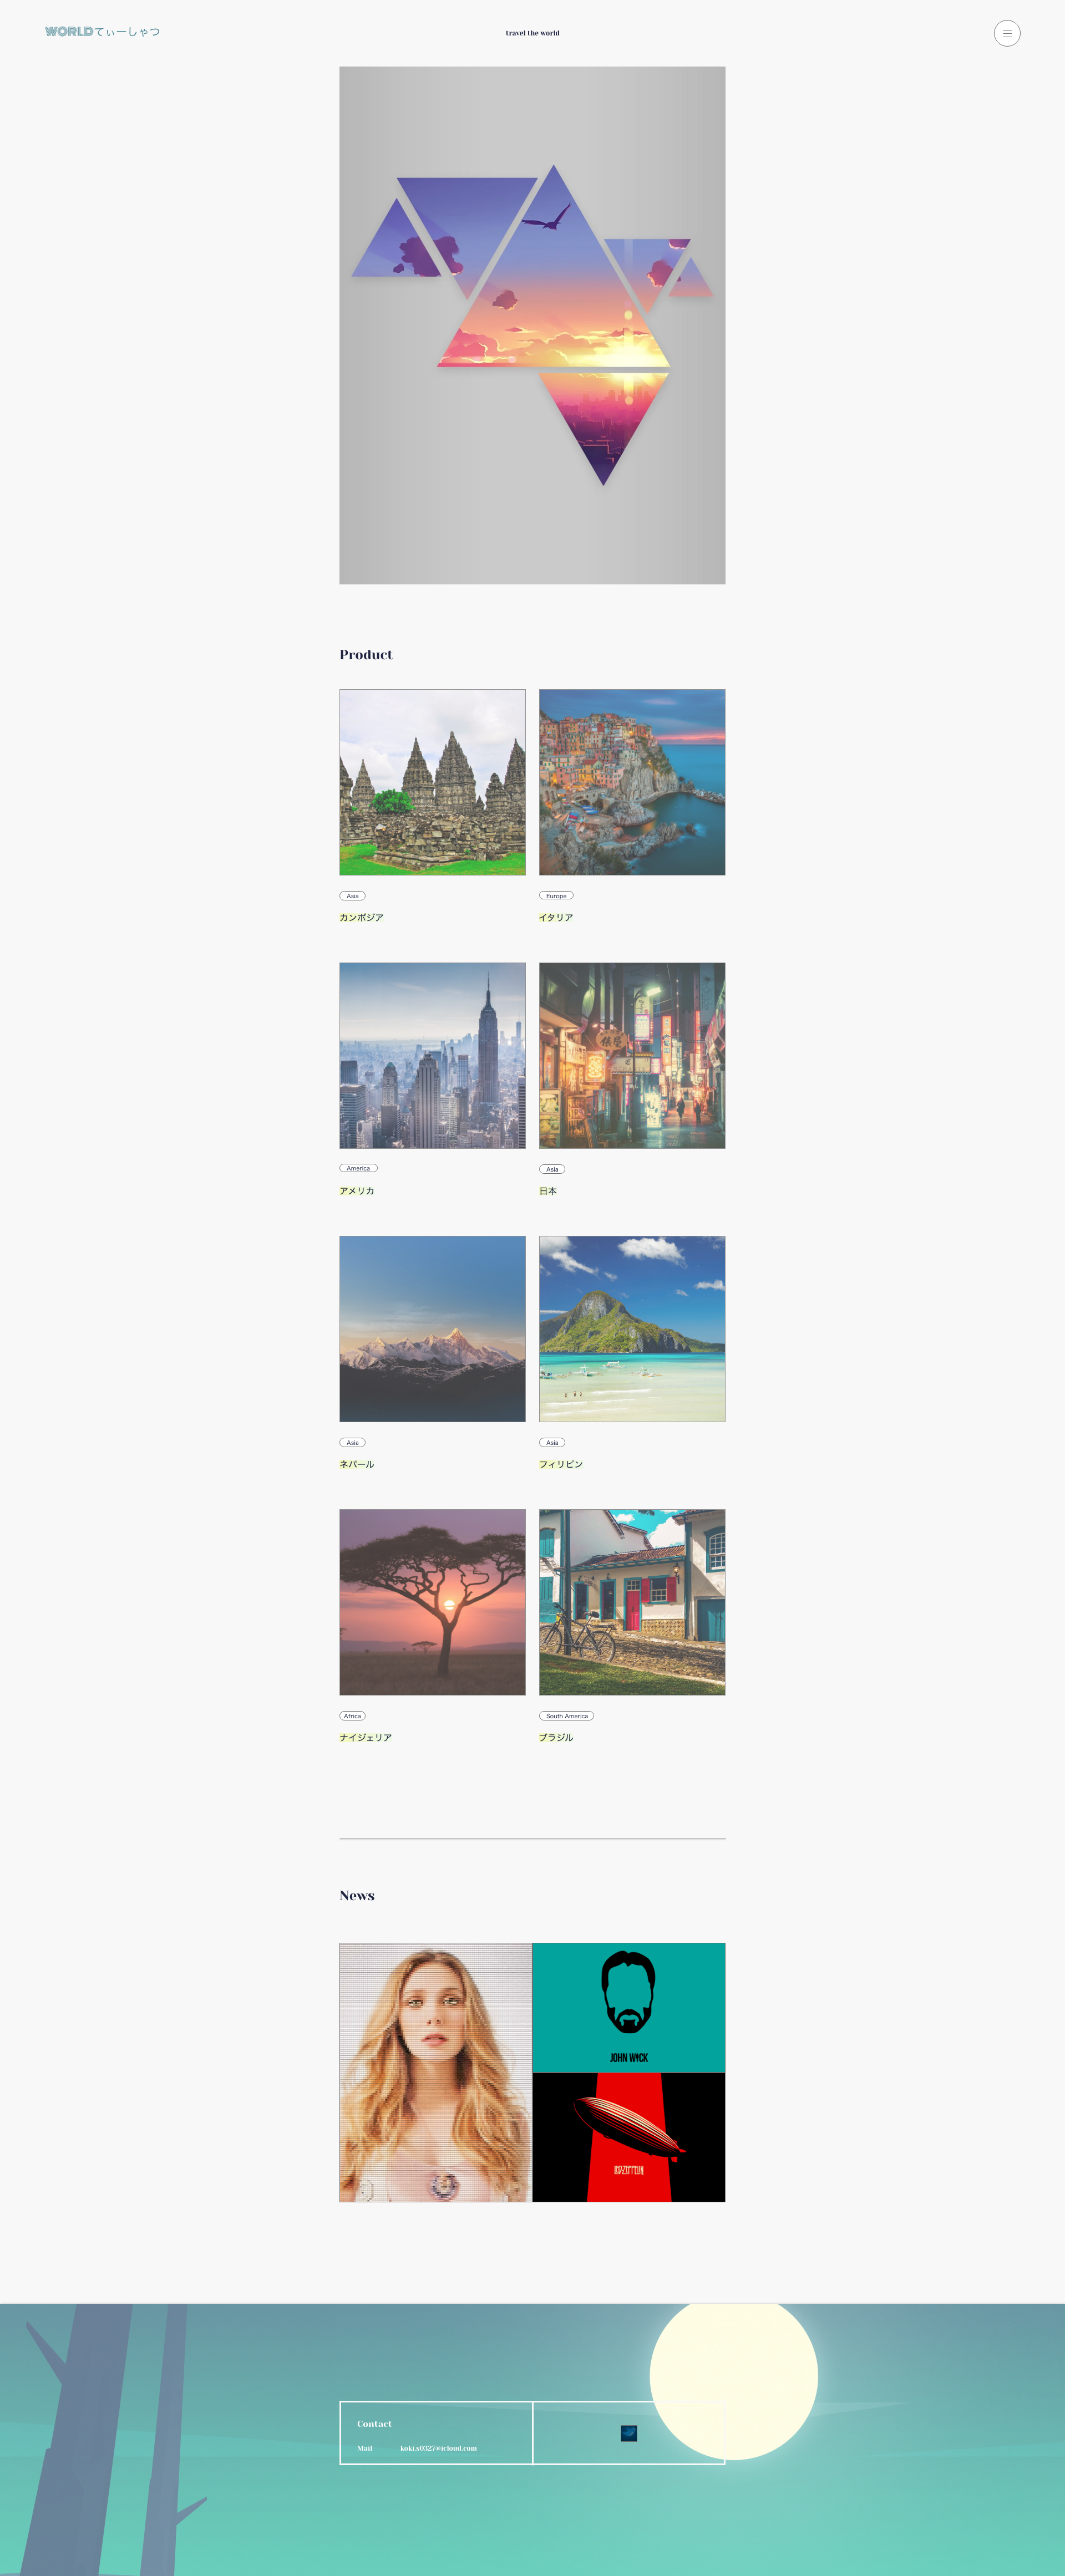 WORLDてぃーしゃつ
travel the world
Product
Asia
カンボジア
Europe
イタリア
America
アメリカ
Asia
日本
Asia
ネパール
Asia
フィリピン
Africa
ナイジェリア
South America
ブラジル
News
JOHN WICK
LED ZEPPELIN
Contact
Mail koki.s0327@icloud.com